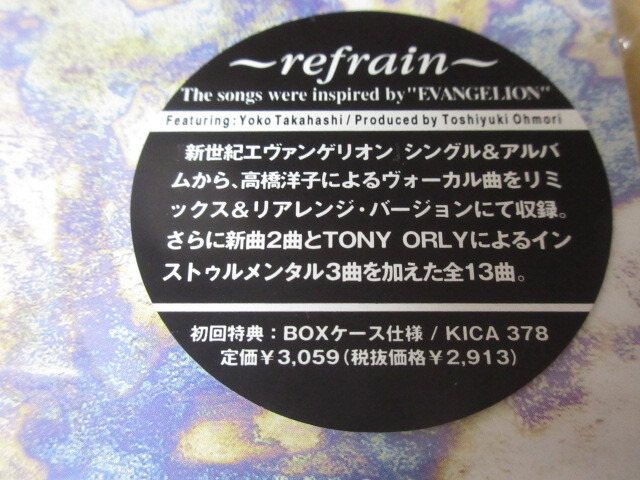 ～refrain～
The songs were inspired by "EVANGELION"
Featuring : Yoko Takahashi / Produced by Toshiyuki Ohmori
『新世紀エヴァンゲリオン』シングル&アルバ
ムから、高橋洋子によるヴォーカル曲をリミ
ックス&リアレンジ・バージョンにて収録。
さらに新曲2曲とTONY ORLYによるイン
ストゥルメンタル3曲を加えた全13曲。
初回特典：BOXケース仕様 / KICA 378
定価¥3,059(税抜価格¥2,913)